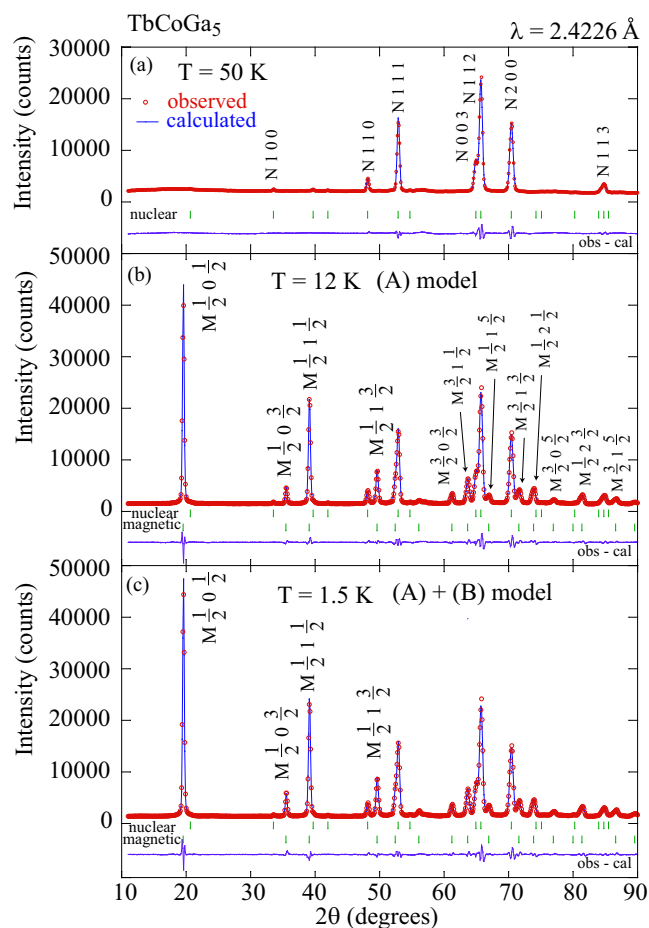 TbCoGa5 λ = 2.4226 Å
(a) T = 50 K
observed
calculated
N 1 0 0
N 1 1 0
N 1 1 1
N 0 0 3
N 1 1 2
N 2 0 0
N 1 1 3
Intensity (counts)
30000
20000
10000
0
nuclear
obs - cal
(b) T = 12 K (A) model
M 1/2 0 1/2
M 1/2 0 3/2
M 1/2 1 1/2
M 1/2 1 3/2
M 3/2 0 3/2
M 3/2 1 1/2
M 1/2 1 5/2
M 3/2 1 3/2
M 1/2 2 1/2
M 3/2 0 5/2
M 1/2 2 3/2
M 3/2 1 5/2
Intensity (counts)
50000
40000
30000
20000
10000
0
nuclear
magnetic
obs - cal
(c) T = 1.5 K (A) + (B) model
M 1/2 0 1/2
M 1/2 0 3/2
M 1/2 1 1/2
M 1/2 1 3/2
Intensity (counts)
50000
40000
30000
20000
10000
0
nuclear
magnetic
obs - cal
10 20 30 40 50 60 70 80 90
2θ (degrees)